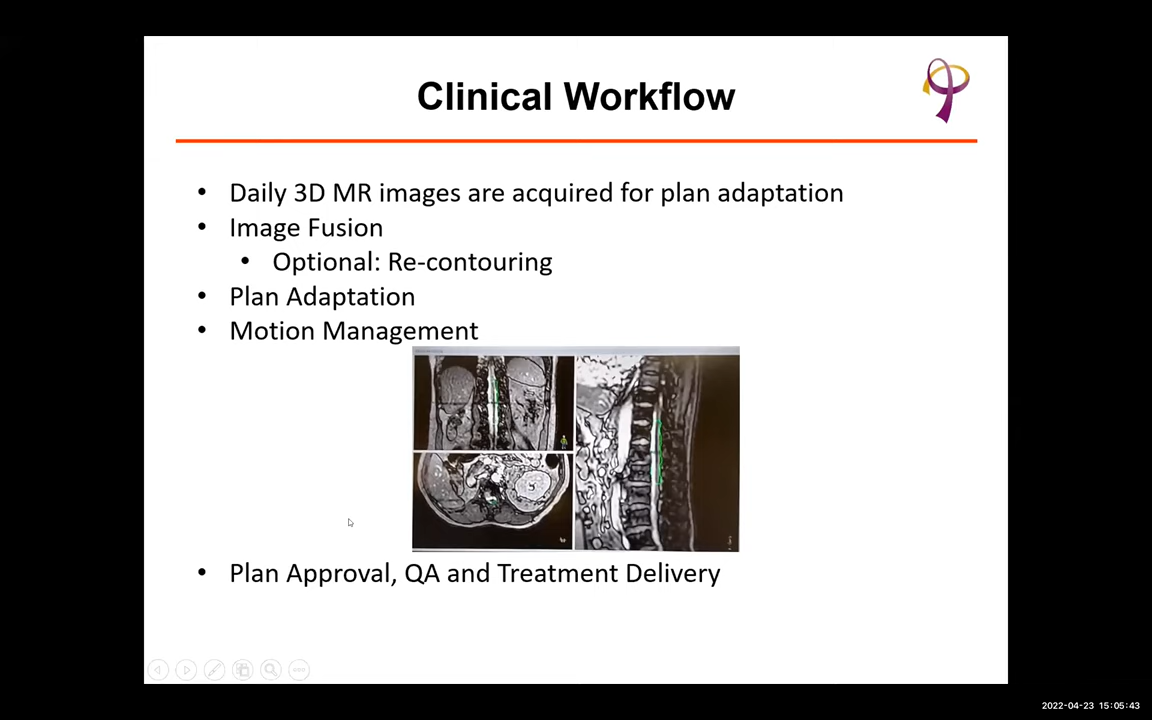 Clinical Workflow
• Daily 3D MR images are acquired for plan adaptation
• Image Fusion
• Optional: Re-contouring
• Plan Adaptation
• Motion Management
• Plan Approval, QA and Treatment Delivery
2022-04-23 15:05:43